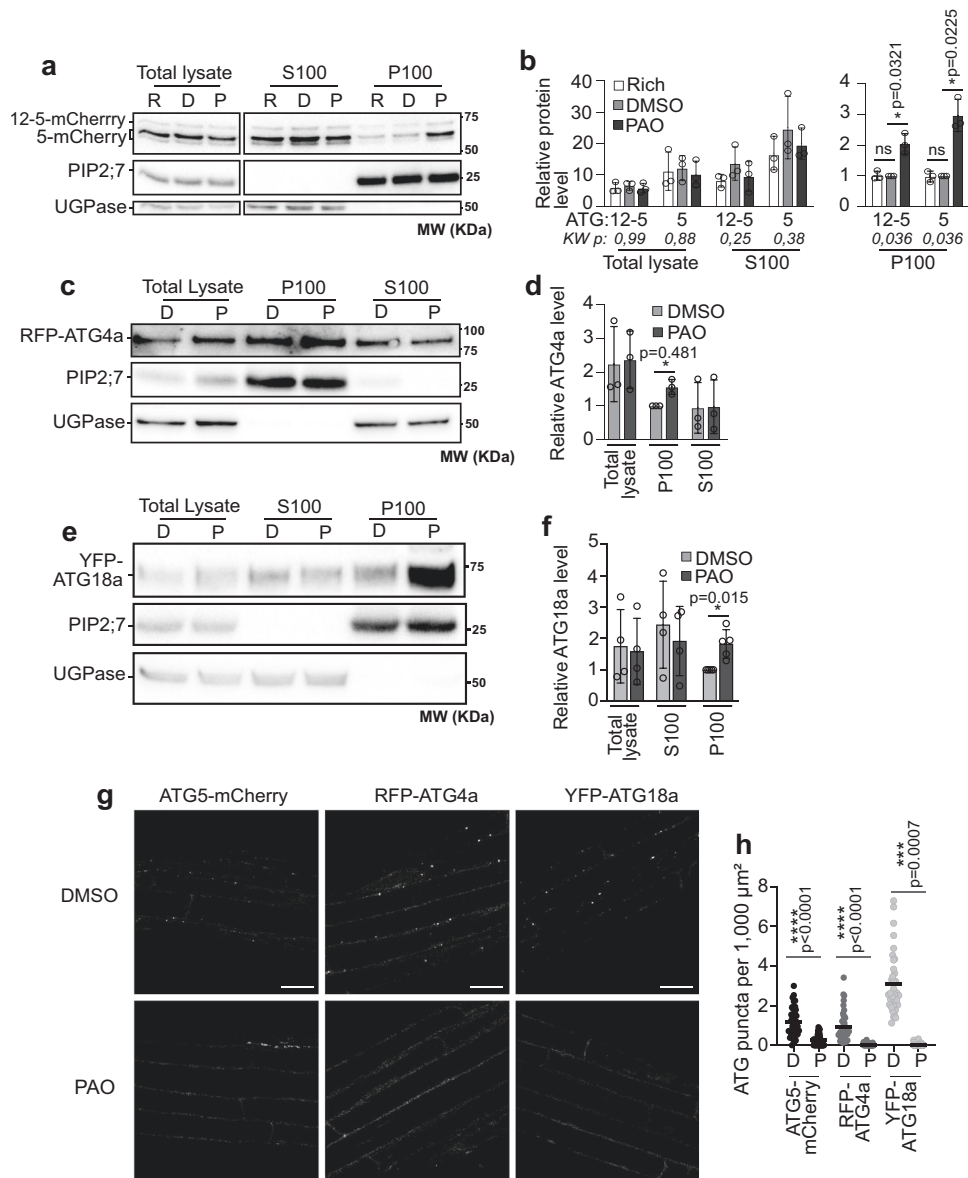 a
Total lysate S100 P100
R D P R D P R D P
12-5-mCherrry
5-mCherry
75
50
PIP2;7
25
UGPase
50
MW (KDa)
b
Relative protein level
40
30
20
10
0
Rich
DMSO
PAO
ATG: 12-5 5 12-5 5
KW p: 0,99 0,88 0,25 0,38
Total lysate S100
4
3
2
1
0
ns
* p=0.0321
ns
* p=0.0225
12-5 5
0,036 0,036
P100
c
Total Lysate P100 S100
D P D P D P
RFP-ATG4a
100
75
PIP2;7
25
UGPase
50
MW (KDa)
d
Relative ATG4a level
4
3
2
1
0
DMSO
PAO
p=0.481
*
Total lysate
P100
S100
e
Total Lysate S100 P100
D P D P D P
YFP-
ATG18a
75
PIP2;7
25
UGPase
50
MW (KDa)
f
Relative ATG18a level
5
4
3
2
1
0
DMSO
PAO
p=0.015
*
Total lysate
S100
P100
g
ATG5-mCherry RFP-ATG4a YFP-ATG18a
DMSO
PAO
h
ATG puncta per 1,000 µm²
8
6
4
2
0
****
p<0.0001
****
p<0.0001
***
p=0.0007
D P D P D P
ATG5-
mCherry
RFP-
ATG4a
YFP-
ATG18a